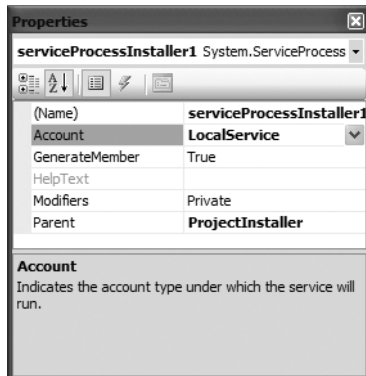 Properties
serviceProcessInstaller1 System.ServiceProcess
(Name) serviceProcessInstaller1
Account LocalService
GenerateMember True
HelpText
Modifiers Private
Parent ProjectInstaller
Account
Indicates the account type under which the service will
run.